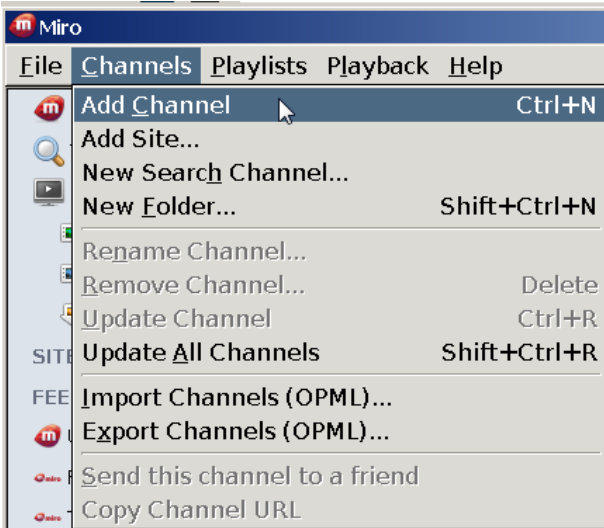 Miro
File Channels Playlists Playback Help
Add Channel Ctrl+N
Add Site...
New Search Channel...
New Folder... Shift+Ctrl+N
Rename Channel...
Remove Channel... Delete
Update Channel Ctrl+R
SITE Update All Channels Shift+Ctrl+R
FEE Import Channels (OPML)...
Export Channels (OPML)...
Send this channel to a friend
Copy Channel URL